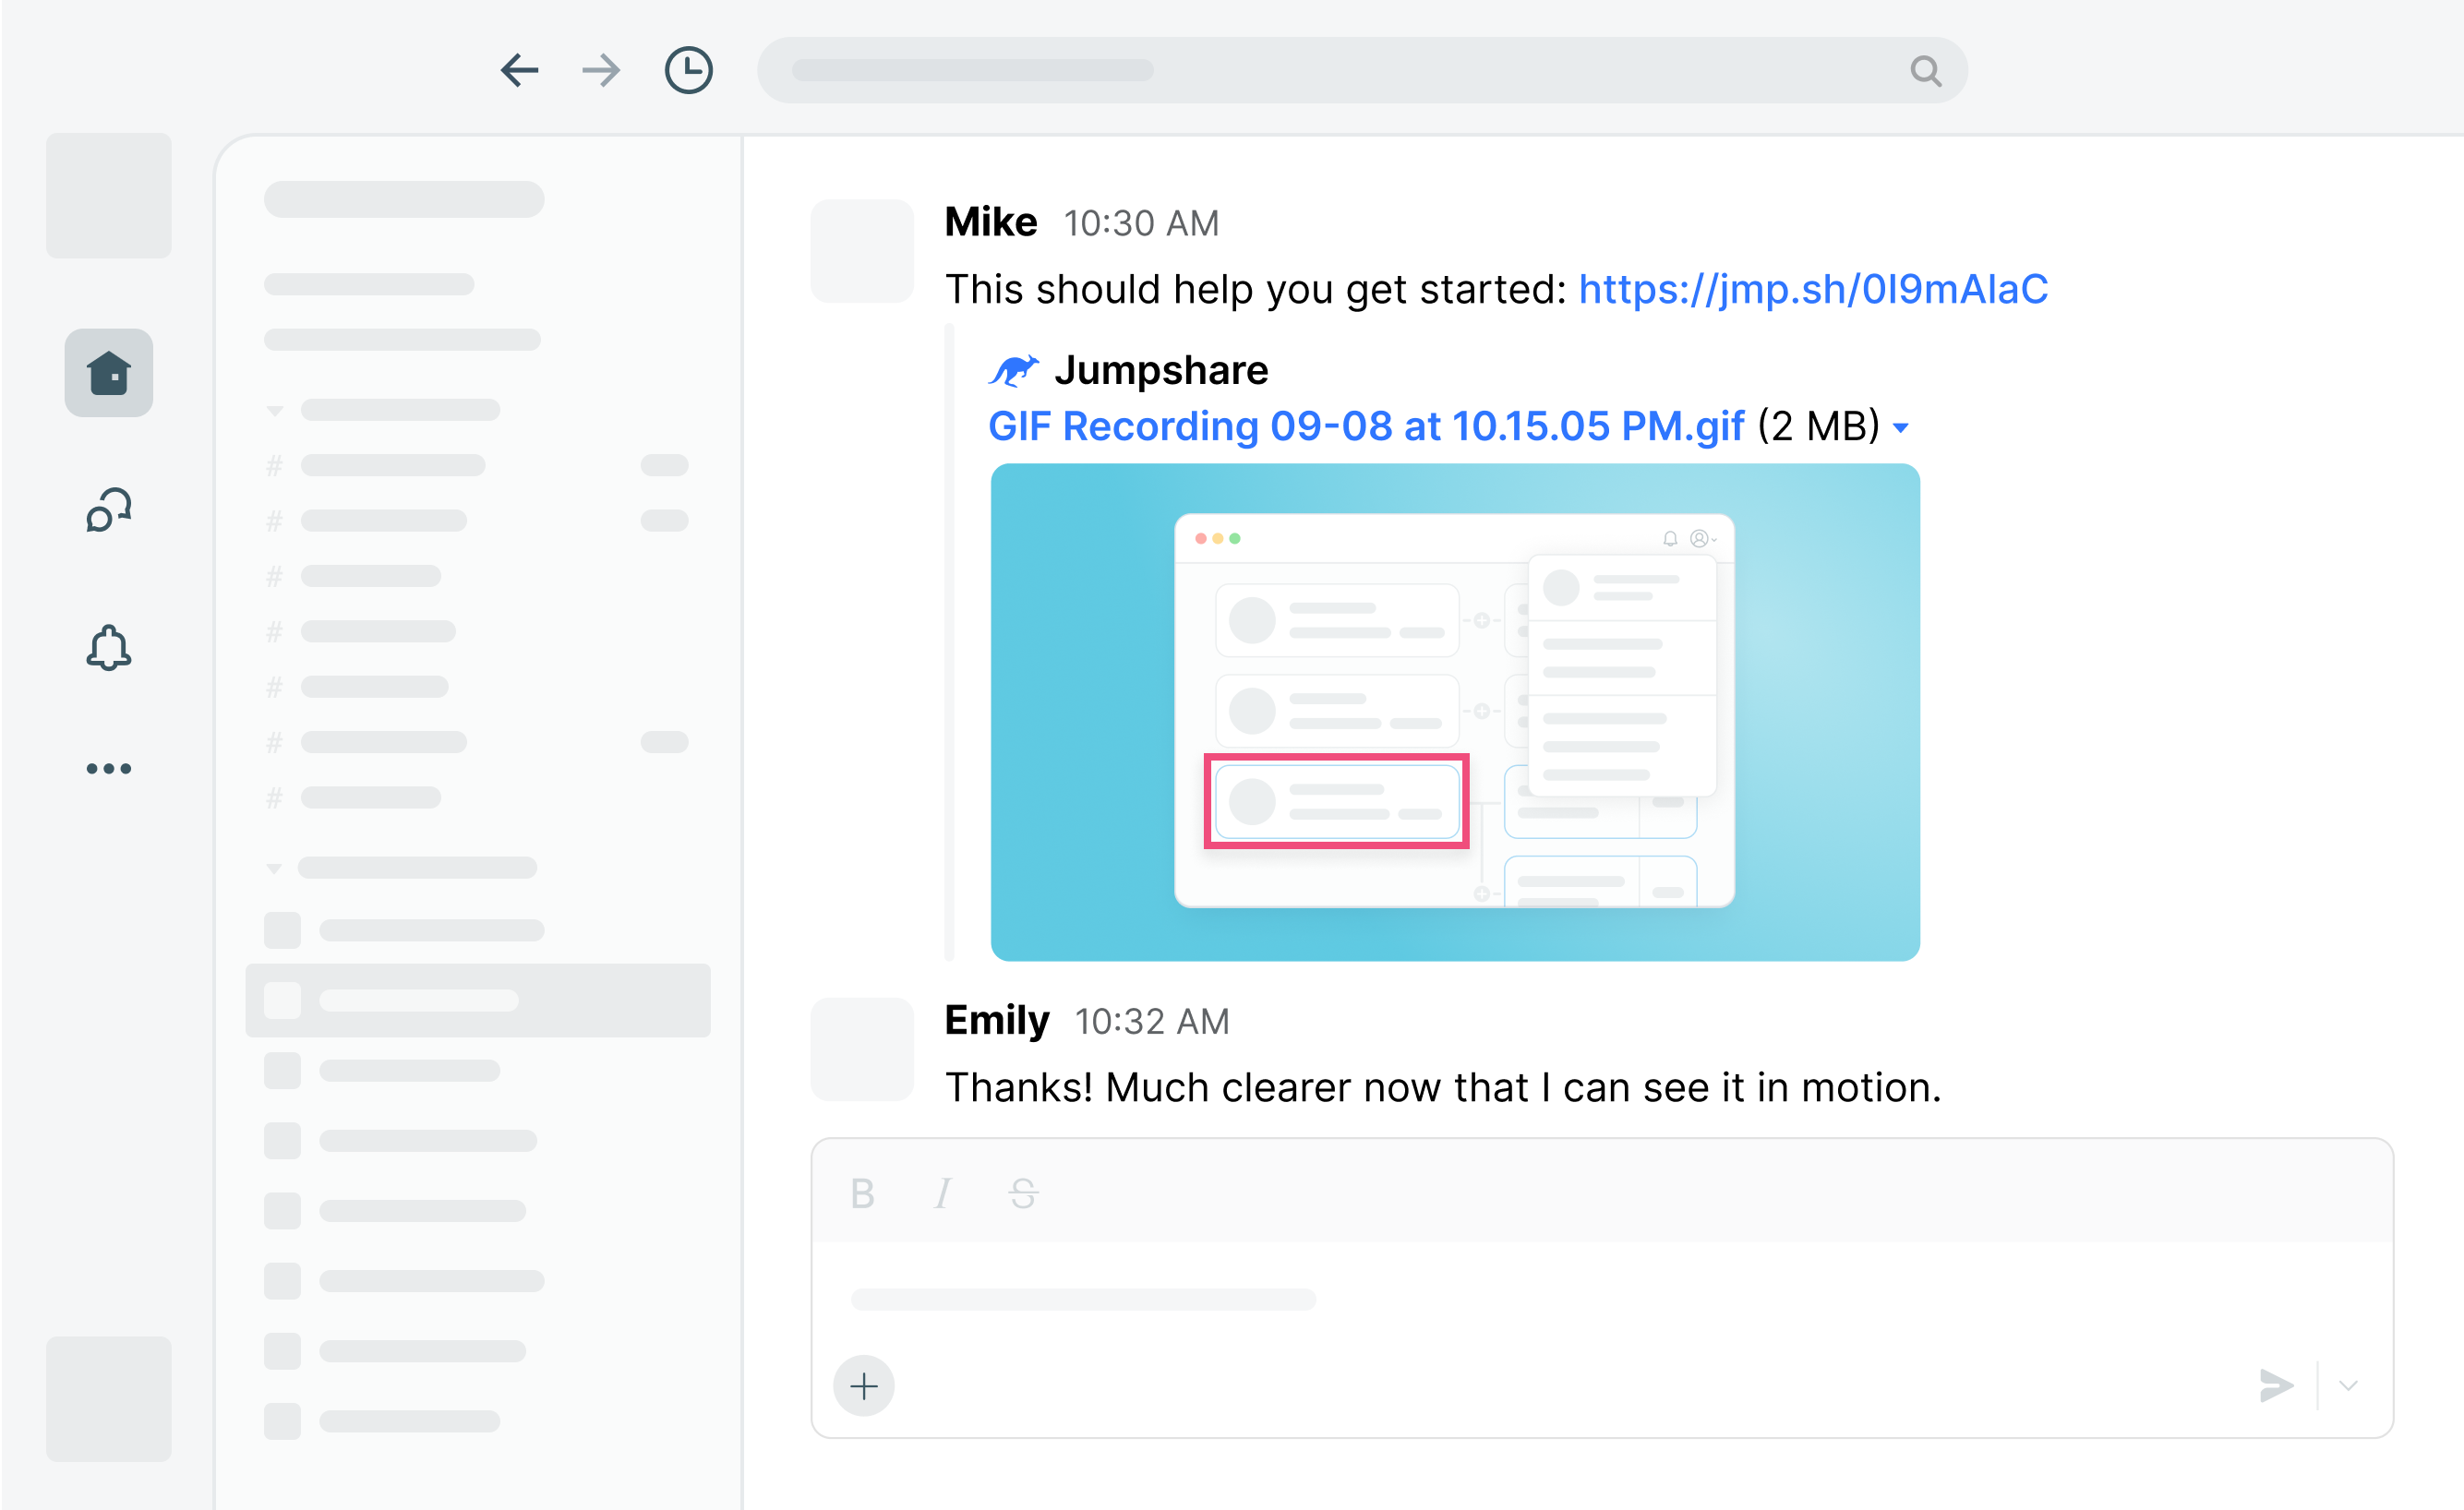 Mike 10:30 AM
This should help you get started: https://jmp.sh/0l9mAlaC
Jumpshare
GIF Recording 09-08 at 10.15.05 PM.gif (2 MB)
#
#
#
#
#
#
#
Emily 10:32 AM
Thanks! Much clearer now that I can see it in motion.
B I S